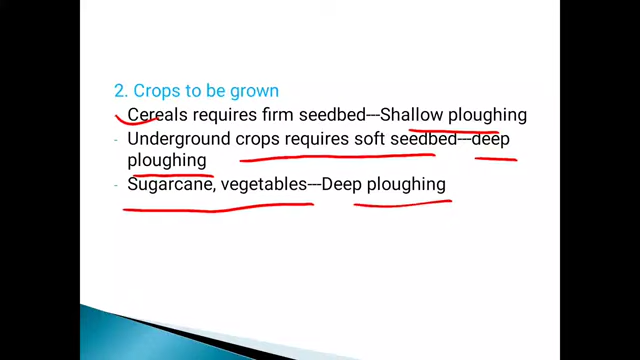 2. Crops to be grown
Cereals requires firm seedbed---Shallow ploughing
- Underground crops requires soft seedbed---deep
ploughing
- Sugarcane, vegetables---Deep ploughing